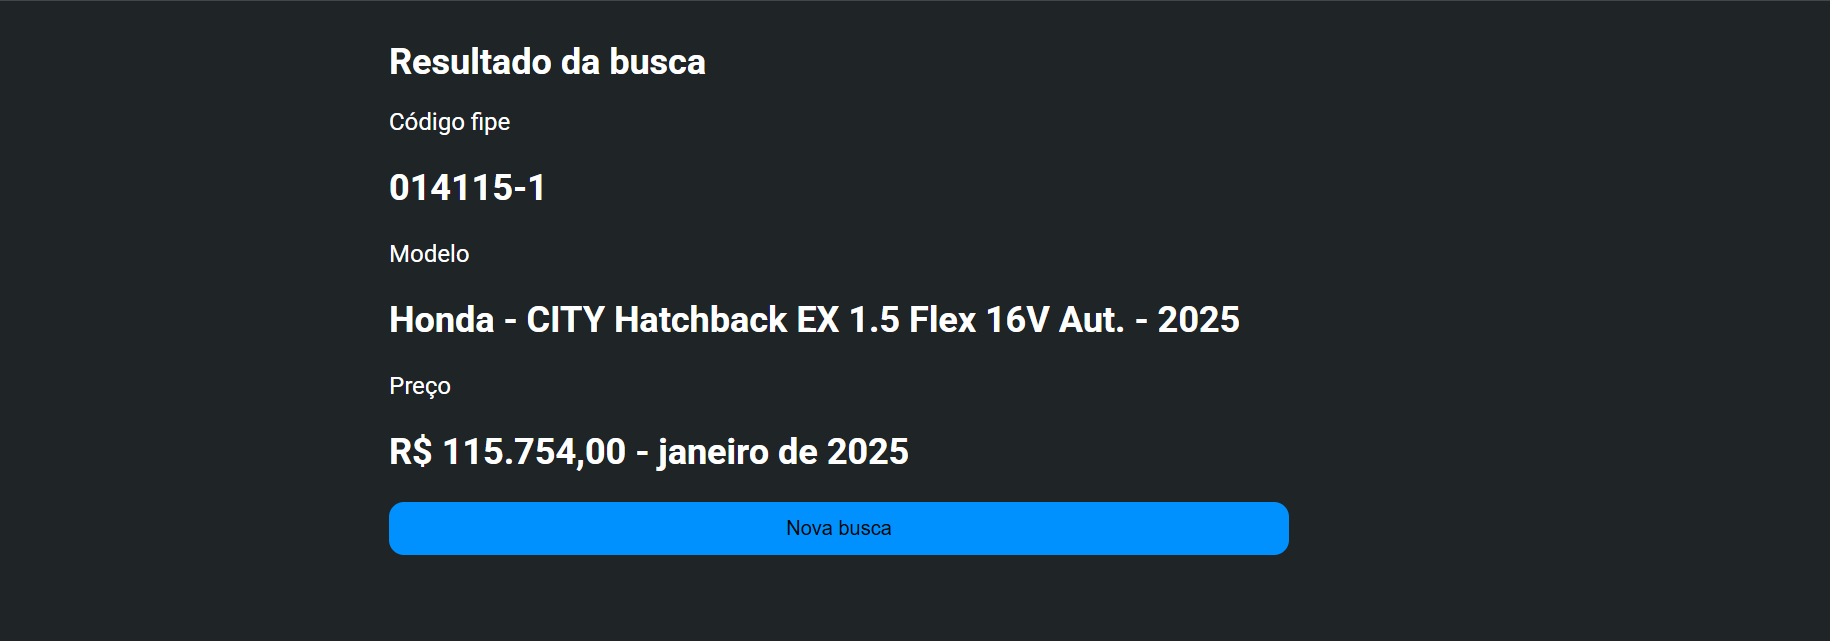 Resultado da busca
Código fipe
014115-1
Modelo
Honda - CITY Hatchback EX 1.5 Flex 16V Aut. - 2025
Preço
R$ 115.754,00 - janeiro de 2025
Nova busca